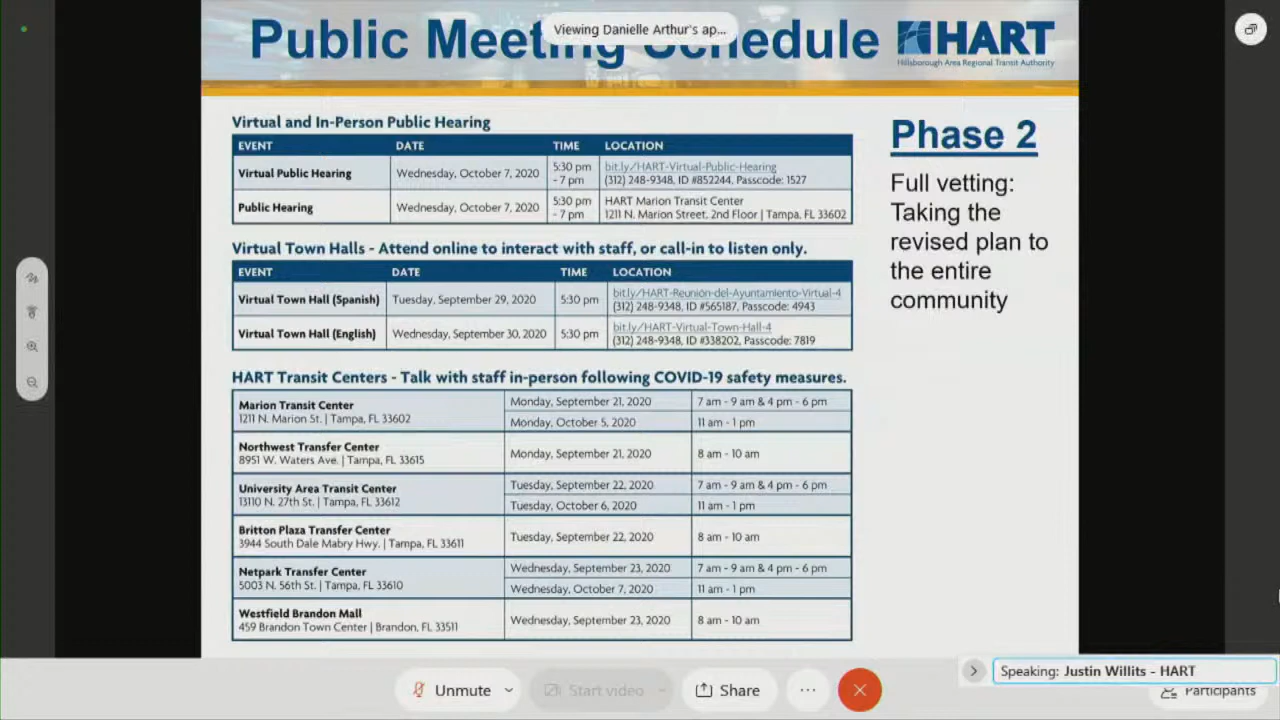 Viewing Danielle Arthur's ap...
Public Meeting Schedule
HART
Hillsborough Area Regional Transit Authority
Virtual and In-Person Public Hearing
EVENT DATE TIME LOCATION
Virtual Public Hearing Wednesday, October 7, 2020 5:30 pm - 7 pm bit.ly/HART-Virtual-Public-Hearing
(312) 248-9348, ID #852244, Passcode: 1527
Public Hearing Wednesday, October 7, 2020 5:30 pm - 7 pm HART Marion Transit Center
1211 N. Marion Street, 2nd Floor | Tampa, FL 33602
Virtual Town Halls - Attend online to interact with staff, or call-in to listen only.
EVENT DATE TIME LOCATION
Virtual Town Hall (Spanish) Tuesday, September 29, 2020 5:30 pm bit.ly/HART-Reunion-del-Ayuntamiento-Virtual-4
(312) 248-9348, ID #565187, Passcode: 4943
Virtual Town Hall (English) Wednesday, September 30, 2020 5:30 pm bit.ly/HART-Virtual-Town-Hall-4
(312) 248-9348, ID #338202, Passcode: 7819
HART Transit Centers - Talk with staff in-person following COVID-19 safety measures.
Marion Transit Center
1211 N. Marion St. | Tampa, FL 33602
Monday, September 21, 2020 7 am - 9 am & 4 pm - 6 pm
Monday, October 5, 2020 11 am - 1 pm
Northwest Transfer Center
8951 W. Waters Ave. | Tampa, FL 33615
Monday, September 21, 2020 8 am - 10 am
University Area Transit Center
13110 N. 27th St. | Tampa, FL 33612
Tuesday, September 22, 2020 7 am - 9 am & 4 pm - 6 pm
Tuesday, October 6, 2020 11 am - 1 pm
Britton Plaza Transfer Center
3944 South Dale Mabry Hwy. | Tampa, FL 33611
Tuesday, September 22, 2020 8 am - 10 am
Netpark Transfer Center
5003 N. 56th St. | Tampa, FL 33610
Wednesday, September 23, 2020 7 am - 9 am & 4 pm - 6 pm
Wednesday, October 7, 2020 11 am - 1 pm
Westfield Brandon Mall
459 Brandon Town Center | Brandon, FL 33511
Wednesday, September 23, 2020 8 am - 10 am
Phase 2
Full vetting:
Taking the
revised plan to
the entire
community
Speaking: Justin Willits - HART
Unmute
Start video
Share
Participants